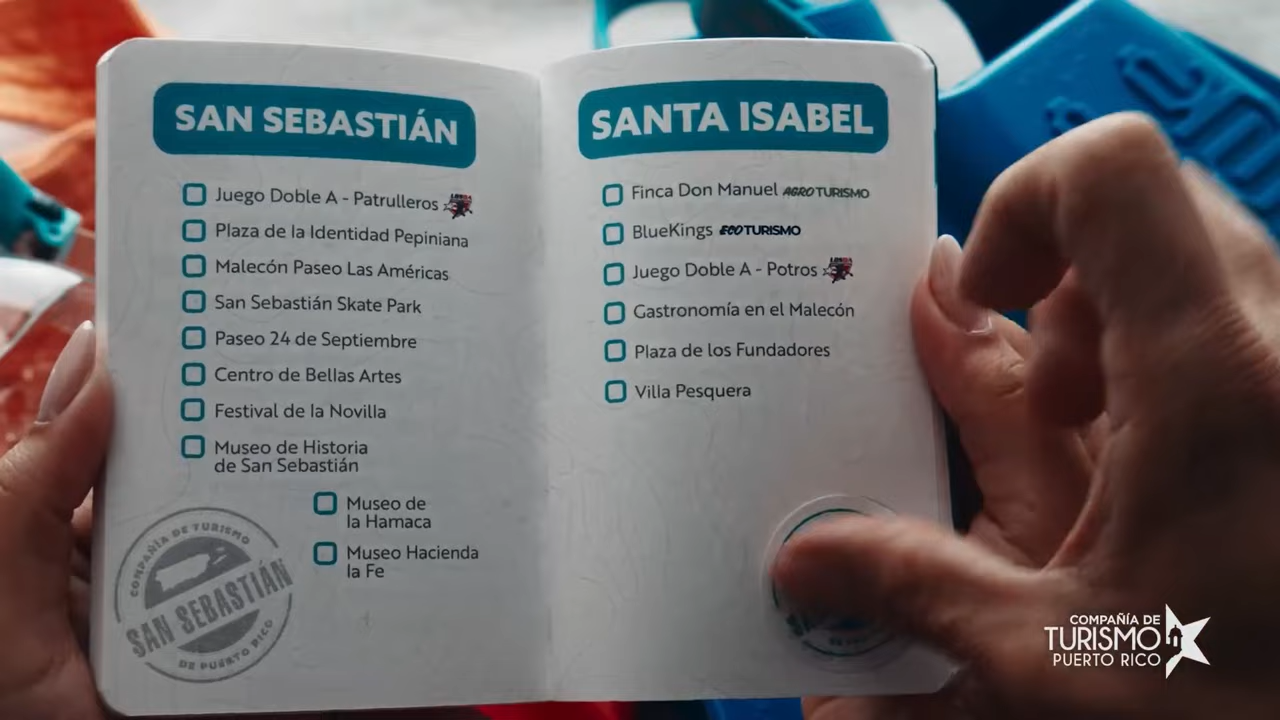 SAN SEBASTIÁN
Juego Doble A - Patrulleros
Plaza de la Identidad Pepiniana
Malecón Paseo Las Américas
San Sebastián Skate Park
Paseo 24 de Septiembre
Centro de Bellas Artes
Festival de la Novilla
Museo de Historia
de San Sebastián
Museo de
la Hamaca
Museo Hacienda
la Fe
COMPAÑÍA DE TURISMO
SAN SEBASTIÁN
DE PUERTO RICO
SANTA ISABEL
Finca Don Manuel AGROTURISMO
BlueKings ECOTURISMO
Juego Doble A - Potros
Gastronomía en el Malecón
Plaza de los Fundadores
Villa Pesquera
COMPAÑÍA DE
TURISMO
PUERTO RICO